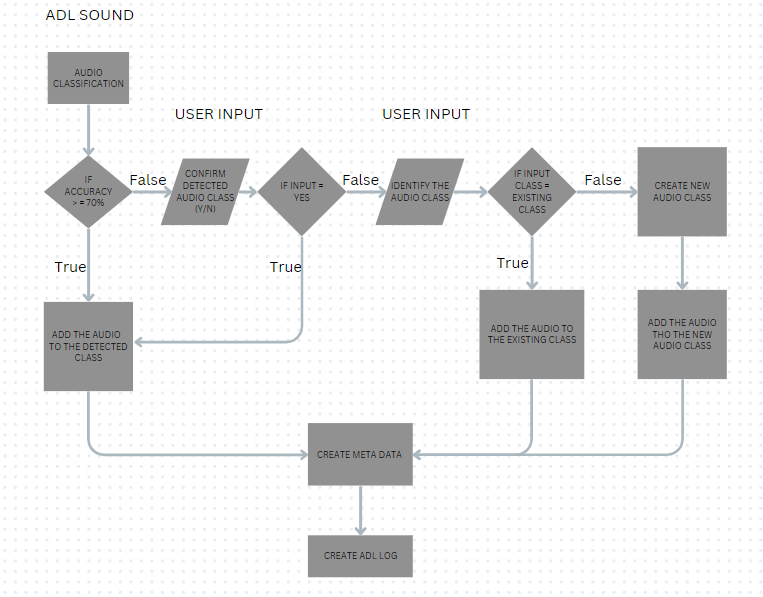 ADL SOUND
AUDIO
CLASSIFICATION
USER INPUT
USER INPUT
IF
ACCURACY
> = 70%
False
CONFIRM
DETECTED
AUDIO CLASS
(Y/N)
IF INPUT =
YES
False
IDENTIFY THE
AUDIO CLASS
IF INPUT
CLASS =
EXISTING
CLASS
False
CREATE NEW
AUDIO CLASS
True
True
True
ADD THE AUDIO
TO THE DETECTED
CLASS
ADD THE AUDIO TO
THE EXISTING CLASS
ADD THE AUDIO
THO THE NEW
AUDIO CLASS
CREATE META DATA
CREATE ADL LOG